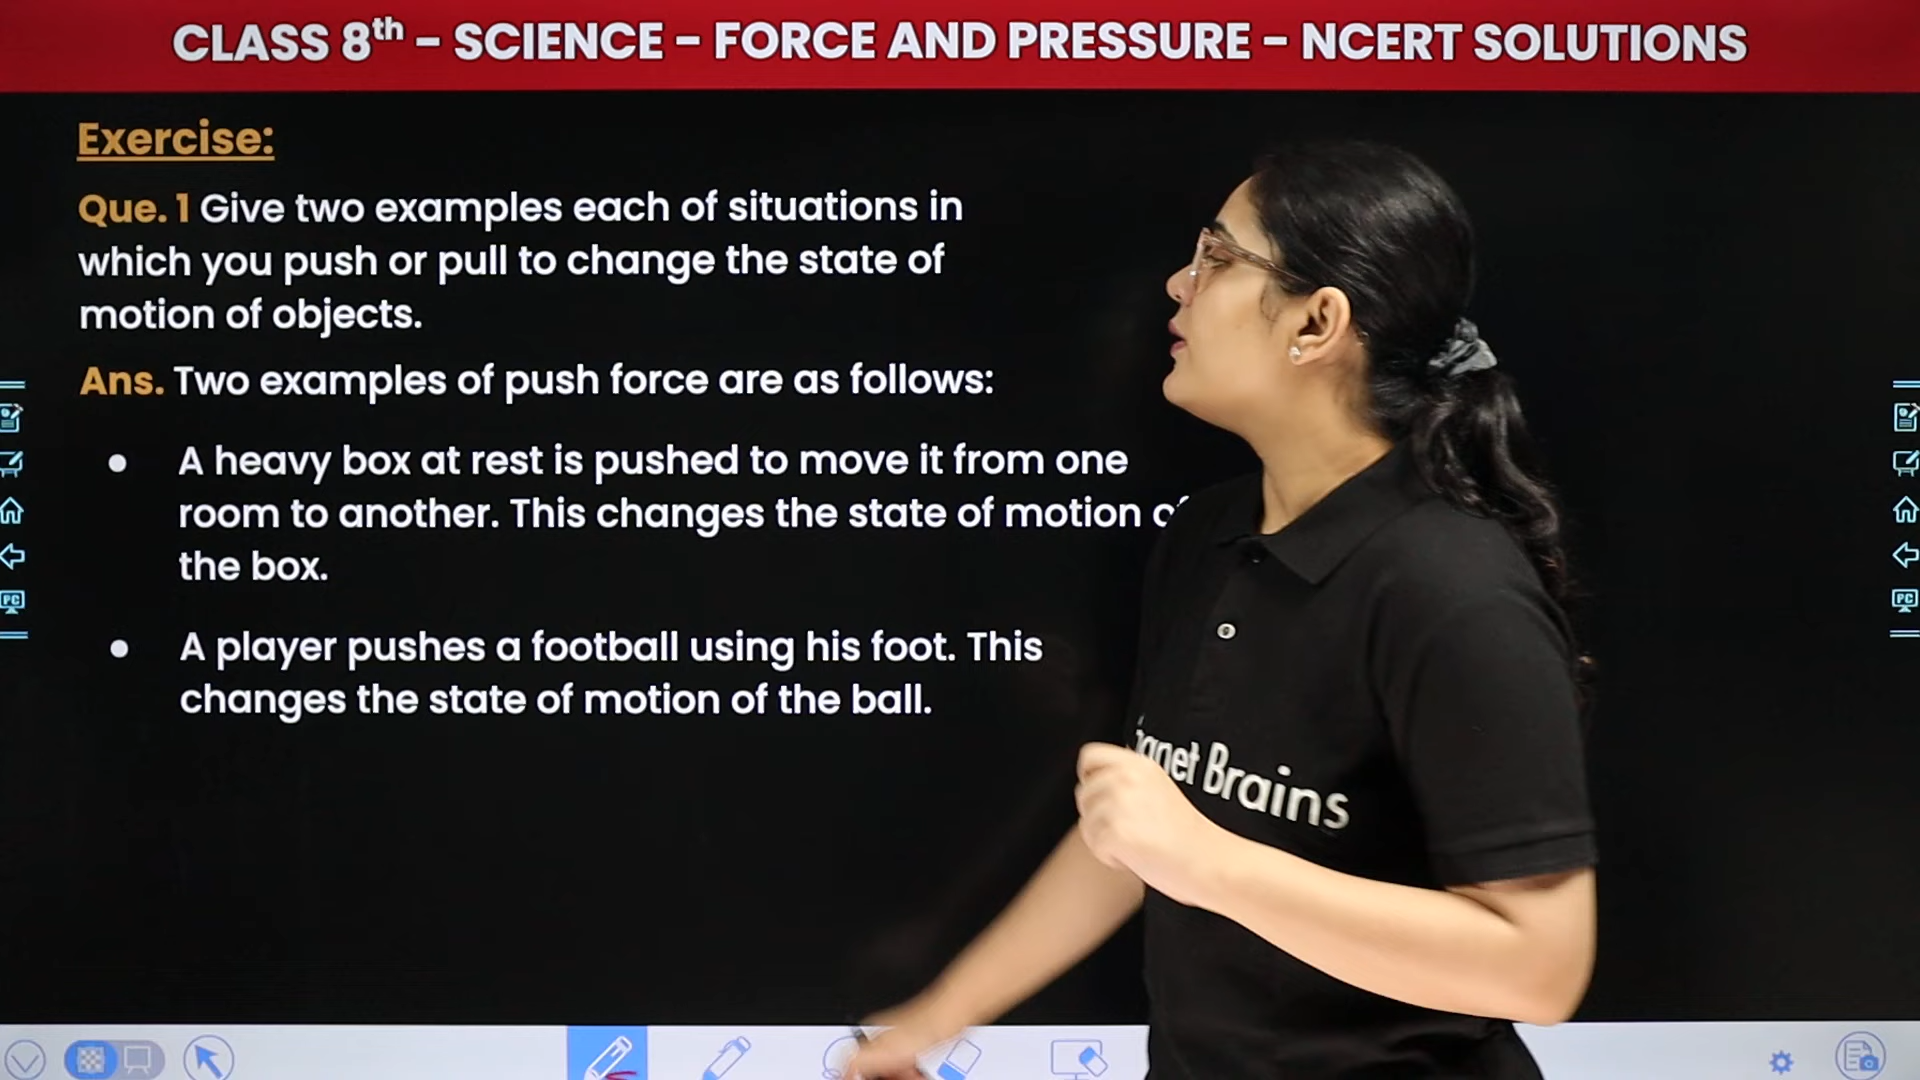 CLASS 8th - SCIENCE - FORCE AND PRESSURE - NCERT SOLUTIONS
Exercise:
Que. 1 Give two examples each of situations in
which you push or pull to change the state of
motion of objects.
Ans. Two examples of push force are as follows:
● A heavy box at rest is pushed to move it from one
room to another. This changes the state of motion
the box.
● A player pushes a football using his foot. This
changes the state of motion of the ball.
Brains
PC
PC